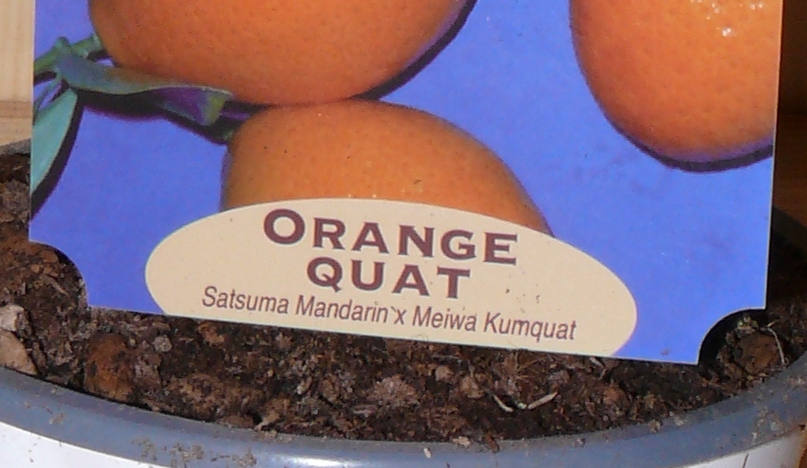 ORANGE
QUAT
Satsuma Mandarin x Meiwa Kumquat